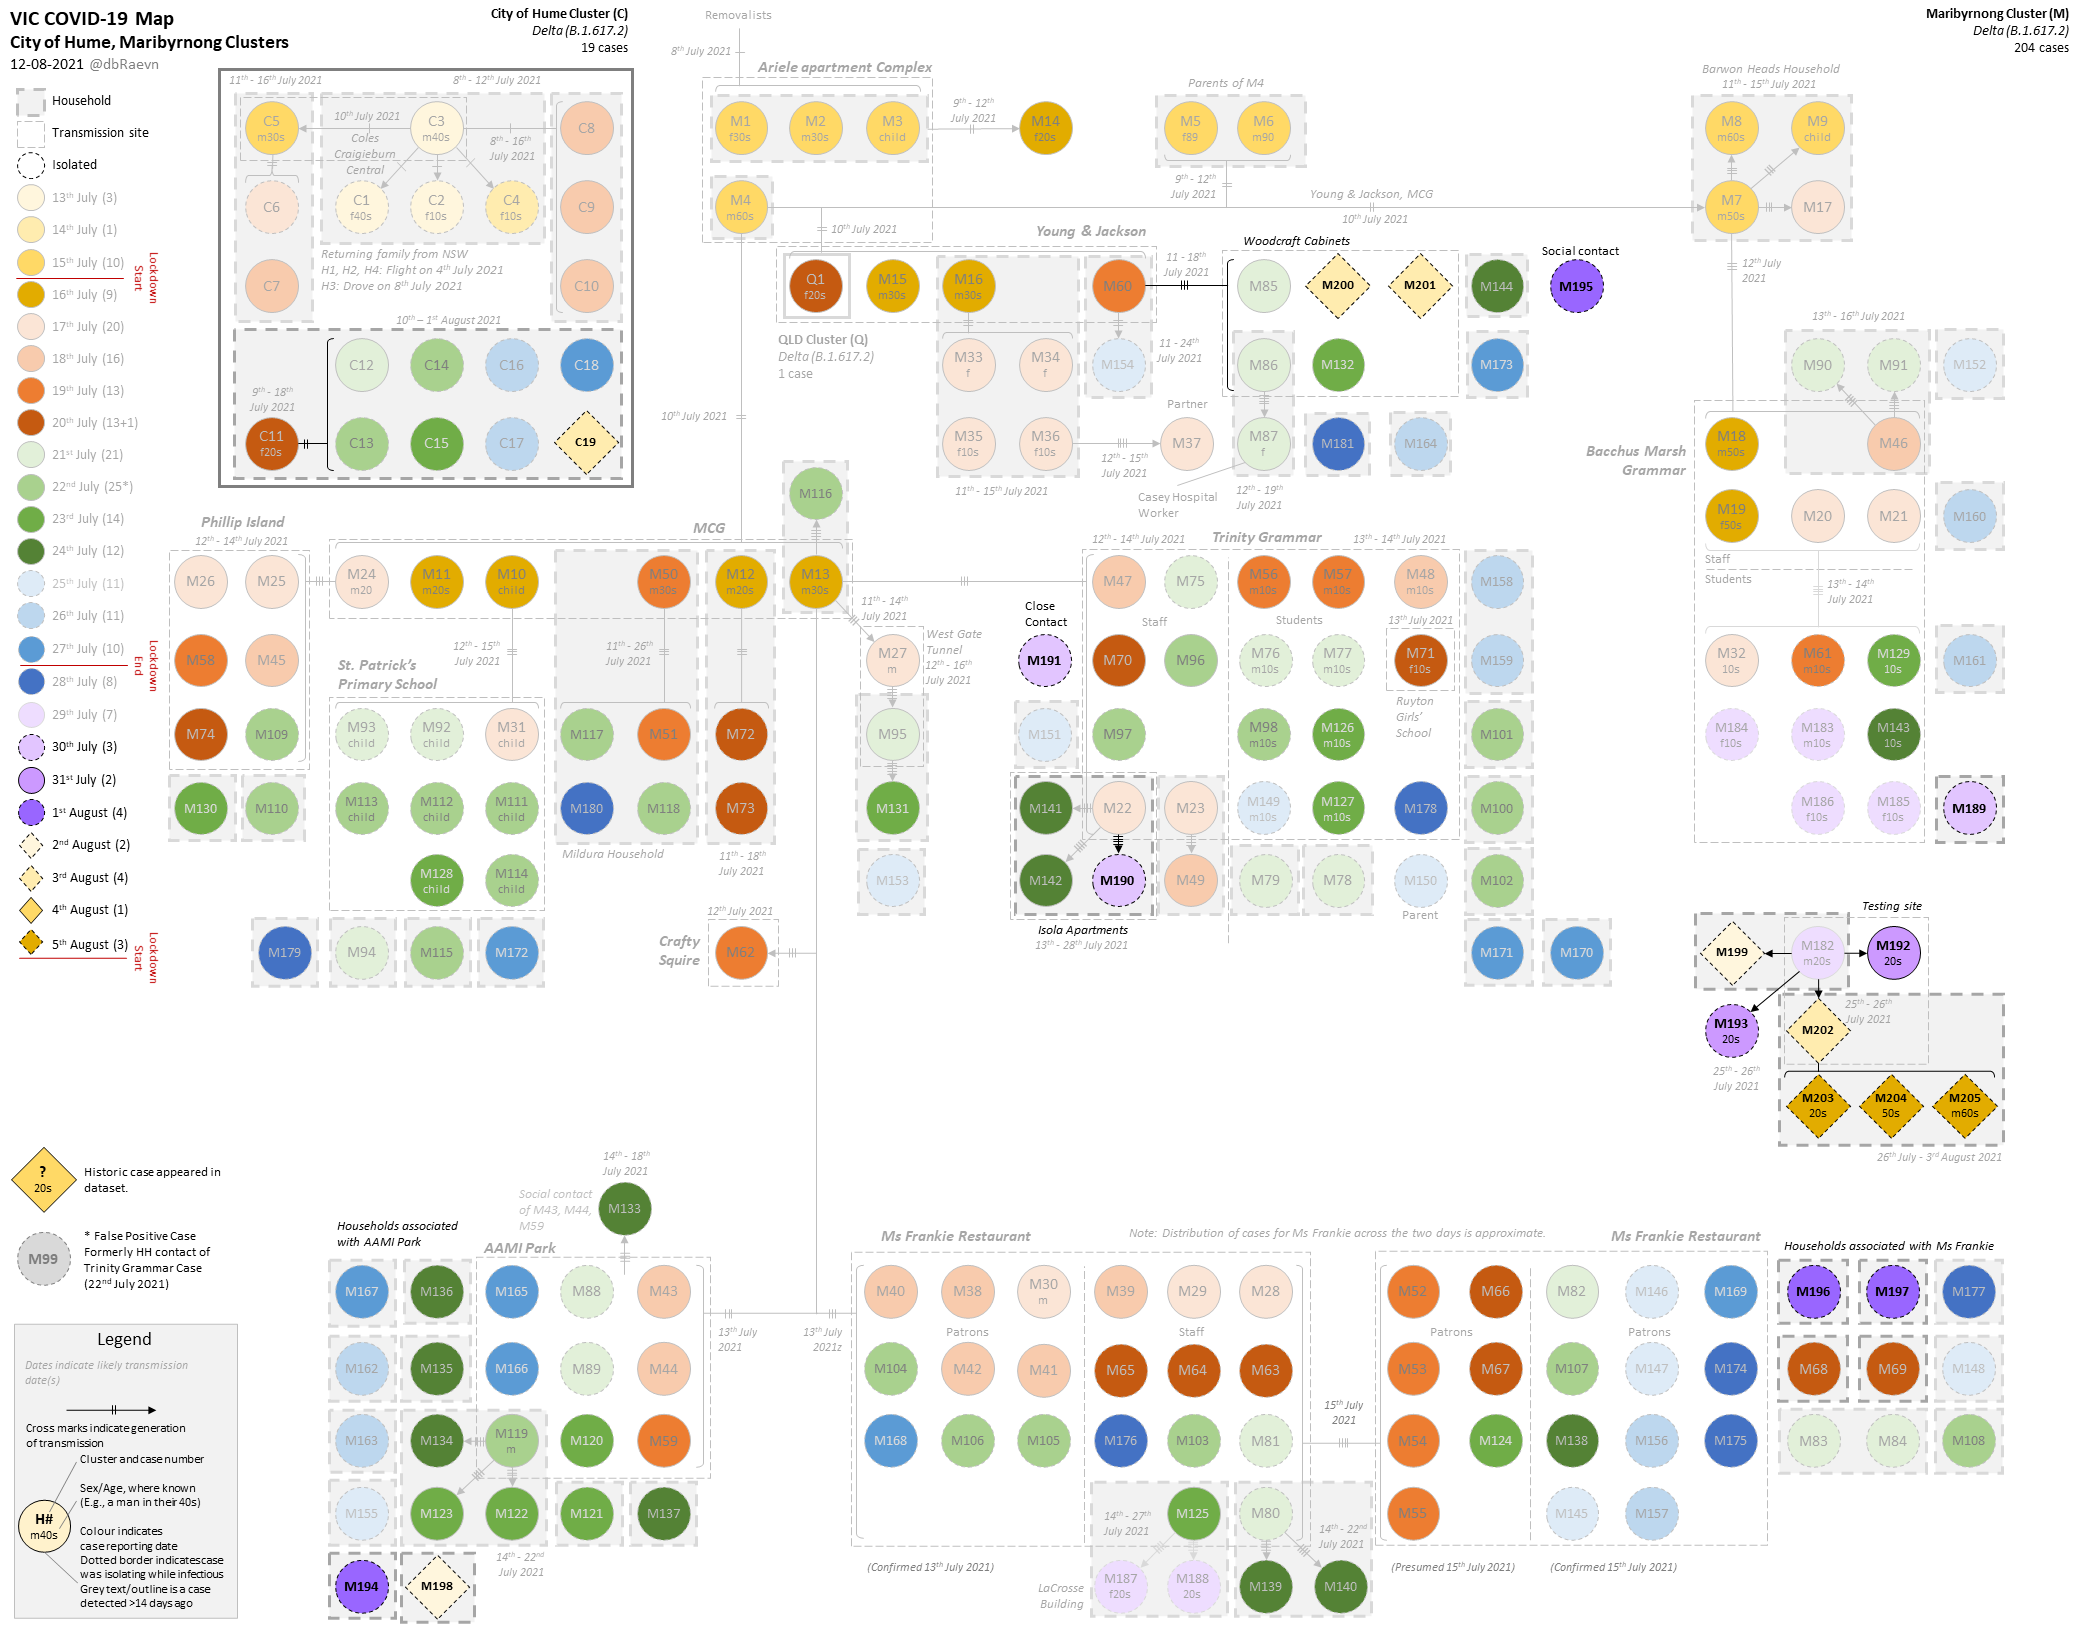 VIC COVID-19 Map
City of Hume, Maribyrnong Clusters
12-08-2021 @dbRaevn
City of Hume Cluster (C)
Delta (B.1.617.2)
19 cases
Maribyrnong Cluster (M)
Delta (B.1.617.2)
204 cases
Household
Transmission site
Isolated
13th July (3)
14th July (1)
15th July (10)
Lockdown Start
16th July (9)
17th July (20)
18th July (16)
19th July (13)
20th July (13+1)
21st July (21)
22nd July (25*)
23rd July (14)
24th July (12)
25th July (11)
26th July (11)
27th July (10)
Lockdown End
28th July (8)
29th July (7)
30th July (3)
31st July (2)
1st August (4)
2nd August (2)
3rd August (4)
4th August (1)
5th August (3)
Lockdown Start
11th - 16th July 2021
8th - 12th July 2021
C5 m30s
10th July 2021
Coles
Craigieburn
Central
C3 m40s
8th - 16th
July 2021
C8
C6
C1 f40s
C2 f10s
C4 f10s
C9
C7
Returning family from NSW
H1, H2, H4: Flight on 4th July 2021
H3: Drove on 8th July 2021
C10
10th – 1st August 2021
C12
C14
C16
C18
9th - 18th
July 2021
C11 f20s
C13
C15
C17
C19
Removalists
8th July 2021
Ariele apartment Complex
M1 f30s
M2 m30s
M3 child
9th - 12th
July 2021
M14 f20s
M4 m60s
Parents of M4
M5 f89
M6 m90
9th - 12th
July 2021
Young & Jackson, MCG
10th July 2021
Barwon Heads Household
11th - 15th July 2021
M8 m60s
M9 child
M7 m50s
M17
12th July
2021
10th July 2021
Young & Jackson
Q1 f20s
M15 m30s
M16 m30s
M60
QLD Cluster (Q)
Delta (B.1.617.2)
1 case
M33 f
M34 f
M154
M35 f10s
M36 f10s
11th - 15th July 2021
11 - 18th
July 2021
11 - 24th
July 2021
Partner
M37
12th - 15th
July 2021
Woodcraft Cabinets
M85
M200
M201
M144
Social contact
M195
M86
M132
M173
M87 f
M181
M164
Casey Hospital
Worker
12th - 19th
July 2021
13th - 16th July 2021
M90
M91
M152
Bacchus Marsh
Grammar
M18 m50s
M46
M19 f50s
M20
M21
M160
Staff
Students
13th - 14th
July 2021
M32 10s
M61 m10s
M129 10s
M161
M184 f10s
M183 m10s
M143 10s
M186 f10s
M185 f10s
M189
10th July 2021
Phillip Island
12th - 14th July 2021
M26
M25
M58
M45
M74
M109
M130
M110
MCG
M116
M24 m20
M11 m20s
M10 child
M50 m30s
M12 m20s
M13 m30s
12th - 15th
July 2021
St. Patrick's
Primary School
M93 child
M92 child
M31 child
M113 child
M112 child
M111 child
M128 child
M114 child
M179
M94
M115
M172
11th - 26th
July 2021
M117
M51
M180
M118
Mildura Household
M72
M73
11th - 18th
July 2021
11th - 14th
July 2021
M27 m
West Gate
Tunnel
12th - 16th
July 2021
M95
M131
M153
12th July 2021
Crafty
Squire
M62
12th - 14th July 2021
Trinity Grammar
13th - 14th July 2021
M47
M75
M56 m10s
M57 m10s
M48 m10s
M158
Staff
Students
13th July 2021
Close
Contact
M191
M70
M96
M76 m10s
M77 m10s
M71 f10s
M159
Ruyton
Girls'
School
M151
M97
M98 m10s
M126 m10s
M101
M141
M22
M23
M149 m10s
M127 m10s
M178
M100
M142
M190
M49
M79
M78
M150
Parent
M102
Isola Apartments
13th - 28th July 2021
M171
M170
Testing site
M199
M182 m20s
M192 20s
M193 20s
25th - 26th
July 2021
M202
25th - 26th
July 2021
M203 20s
M204 50s
M205 m60s
26th July - 3rd August 2021
? 20s
Historic case appeared in
dataset.
M99
* False Positive Case
Formerly HH contact of
Trinity Grammar Case
(22nd July 2021)
Legend
Dates indicate likely transmission
date(s)
Cross marks indicate generation
of transmission
Cluster and case number
Sex/Age, where known
(E.g., a man in their 40s)
H# m40s
Colour indicates
case reporting date
Dotted border indicates case
was isolating while infectious
Grey text/outline is a case
detected >14 days ago
14th - 18th
July 2021
Social contact
of M43, M44,
M59
M133
Households associated
with AAMI Park
AAMI Park
M167
M136
M165
M88
M43
M162
M135
M166
M89
M44
M163
M134
M119 m
M120
M59
M155
M123
M122
M121
M137
M194
M198
14th - 22nd
July 2021
13th July
2021
13th July
2021z
Ms Frankie Restaurant
Note: Distribution of cases for Ms Frankie across the two days is approximate.
Ms Frankie Restaurant
M40
M38
M30 m
M39
M29
M28
Patrons
Staff
M104
M42
M41
M65
M64
M63
M168
M106
M105
M176
M103
M81
14th - 27th
July 2021
M125
M80
14th - 22nd
July 2021
(Confirmed 13th July 2021)
LaCrosse
Building
M187 f20s
M188 20s
M139
M140
15th July
2021
M52
M66
M82
M146
M169
Patrons
Patrons
M53
M67
M107
M147
M174
M54
M124
M138
M156
M175
M55
M145
M157
(Presumed 15th July 2021)
(Confirmed 15th July 2021)
Households associated with Ms Frankie
M196
M197
M177
M68
M69
M148
M83
M84
M108